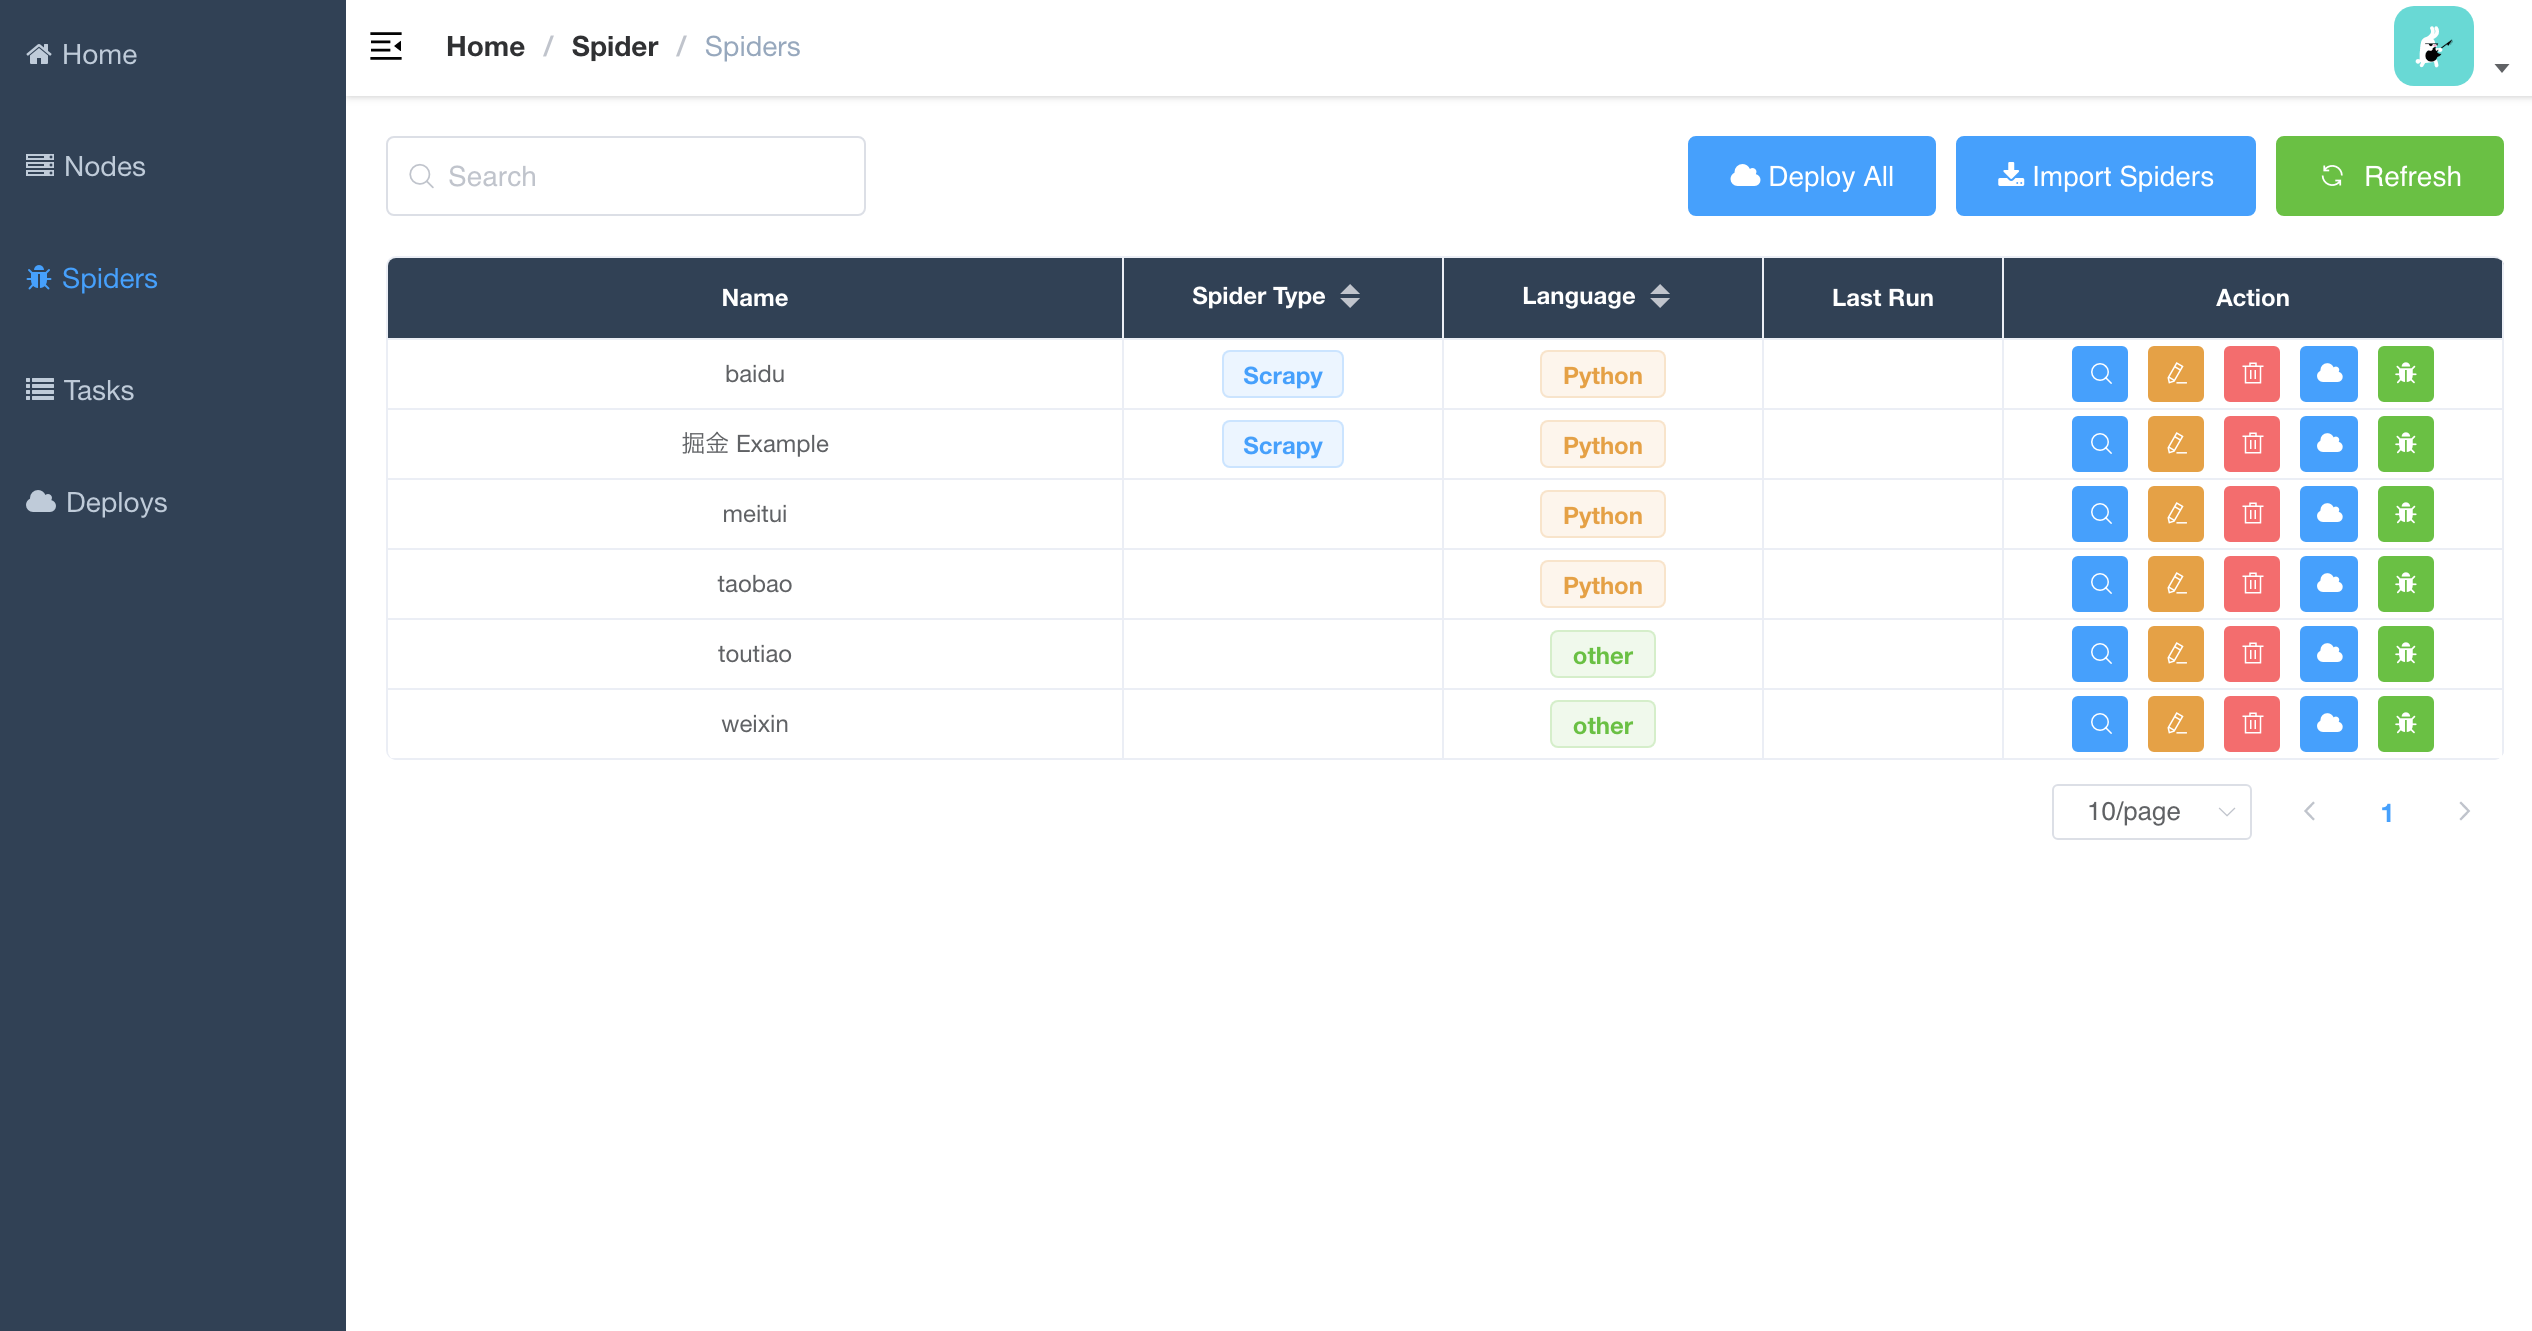 Home
Nodes
Spiders
Tasks
Deploys
Home / Spider / Spiders
Search
Deploy All Import Spiders Refresh
Name Spider Type Language Last Run Action
baidu Scrapy Python
掘金 Example Scrapy Python
meitui Python
taobao Python
toutiao other
weixin other
10/page 1